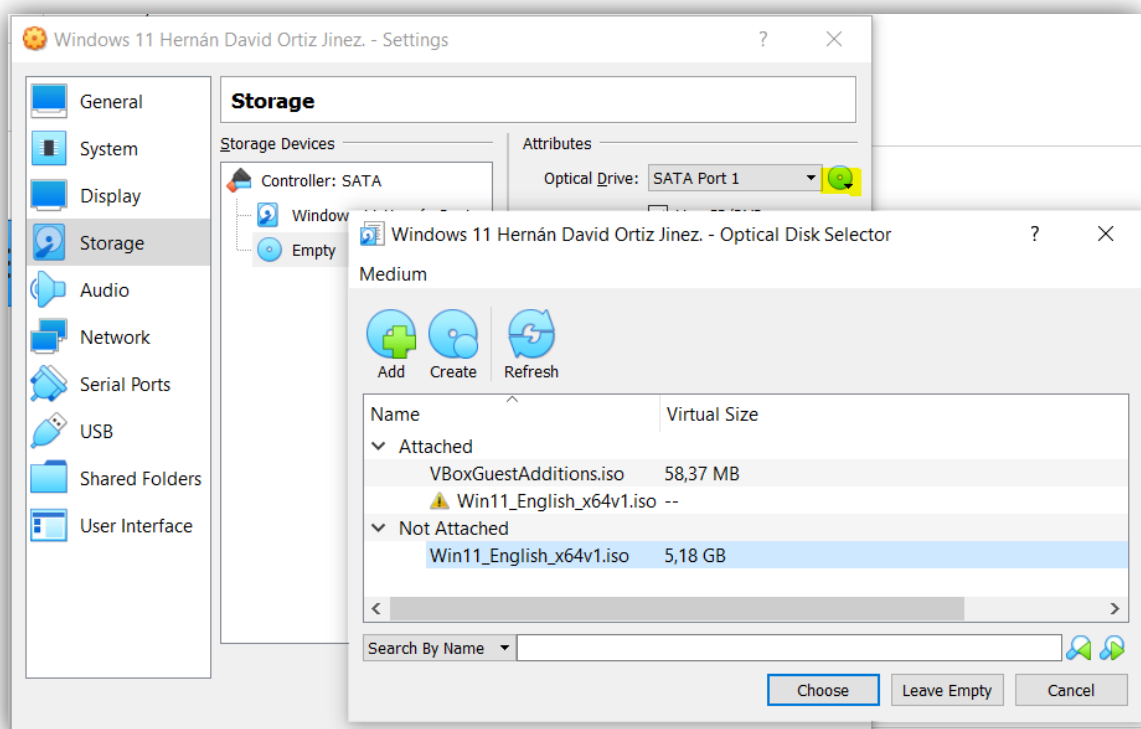 Windows 11 Hernán David Ortiz Jinez. - Settings
?
General
System
Display
Storage
Audio
Network
Serial Ports
USB
Shared Folders
User Interface
Storage
Storage Devices
Controller: SATA
Empty
Attributes
Optical Drive: SATA Port 1
Windows 11 Hernán David Ortiz Jinez. - Optical Disk Selector
?
Medium
Add Create Refresh
Name Virtual Size
Attached
VBoxGuestAdditions.iso 58,37 MB
Win11_English_x64v1.iso --
Not Attached
Win11_English_x64v1.iso 5,18 GB
Search By Name
Choose Leave Empty Cancel